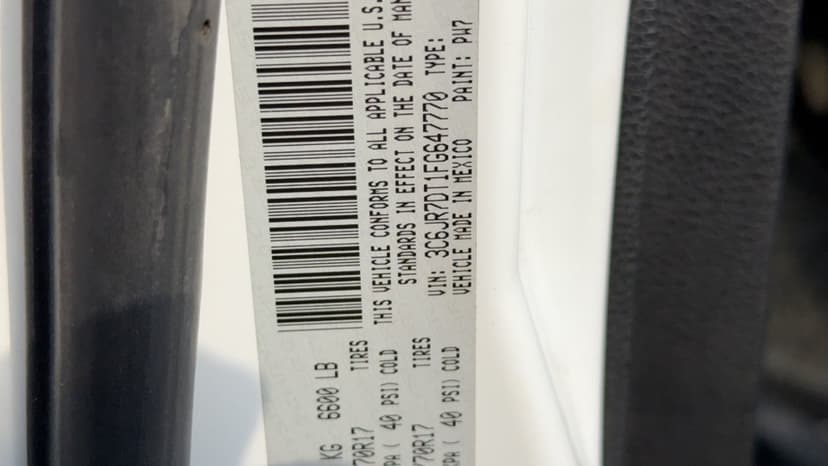 KG 6600 LB
70R17 TIRES
( 40 PSI) COLD
THIS VEHICLE CONFORMS TO ALL APPLICABLE U.S.
STANDARDS IN EFFECT ON THE DATE OF
VIN: 3C6JR7DT1FG647770 TYPE:
VEHICLE MADE IN MEXICO PAINT: PW7
/70R17 TIRES
KPA ( 40 PSI) COLD